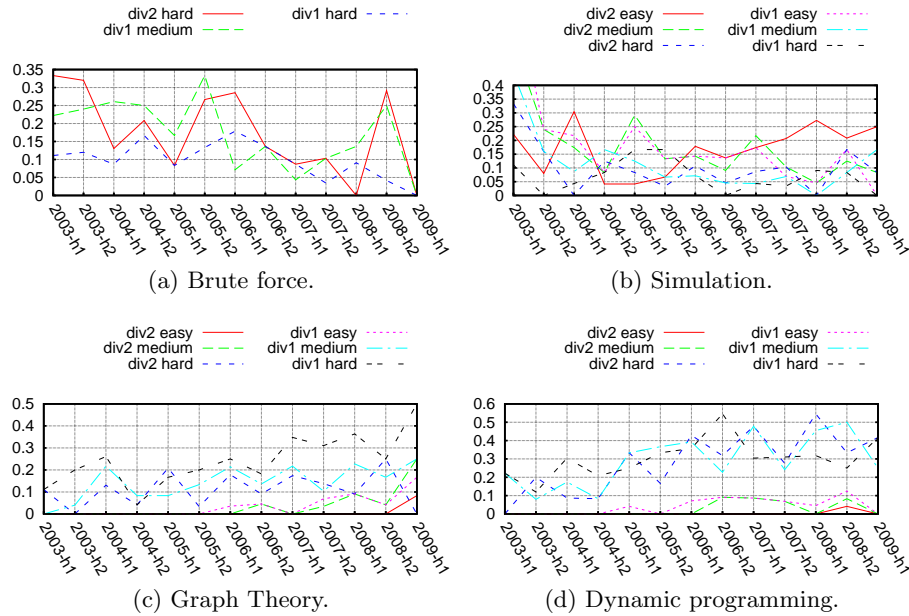 div2 hard
div1 medium
div1 hard
0.35
0.3
0.25
0.2
0.15
0.1
0.05
0
2003-h1
2003-h2
2004-h1
2004-h2
2005-h1
2005-h2
2006-h1
2006-h2
2007-h1
2007-h2
2008-h1
2008-h2
2009-h1
(a) Brute force.
div2 easy
div2 medium
div2 hard
div1 easy
div1 medium
div1 hard
0.4
0.35
0.3
0.25
0.2
0.15
0.1
0.05
0
2003-h1
2003-h2
2004-h1
2004-h2
2005-h1
2005-h2
2006-h1
2006-h2
2007-h1
2007-h2
2008-h1
2008-h2
2009-h1
(b) Simulation.
div2 easy
div2 medium
div2 hard
div1 easy
div1 medium
div1 hard
0.5
0.4
0.3
0.2
0.1
0
2003-h1
2003-h2
2004-h1
2004-h2
2005-h1
2005-h2
2006-h1
2006-h2
2007-h1
2007-h2
2008-h1
2008-h2
2009-h1
(c) Graph Theory.
div2 easy
div2 medium
div2 hard
div1 easy
div1 medium
div1 hard
0.6
0.5
0.4
0.3
0.2
0.1
0
2003-h1
2003-h2
2004-h1
2004-h2
2005-h1
2005-h2
2006-h1
2006-h2
2007-h1
2007-h2
2008-h1
2008-h2
2009-h1
(d) Dynamic programming.